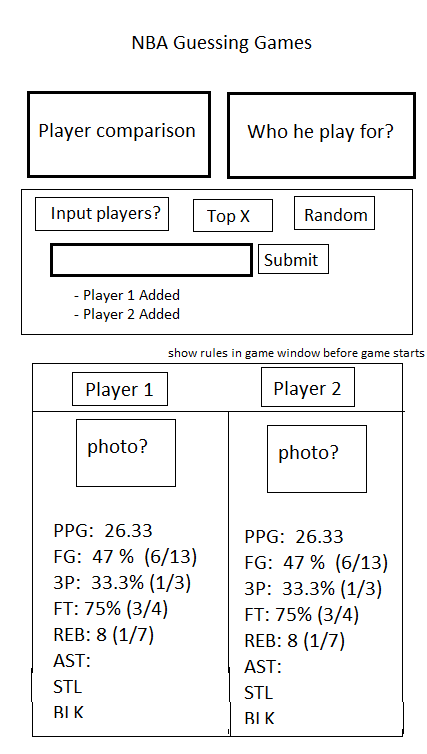 NBA Guessing Games
Player comparison
Who he play for?
Input players?
Top X
Random
Submit
- Player 1 Added
- Player 2 Added
show rules in game window before game starts
Player 1
Player 2
photo?
photo?
PPG:  26.33
FG:  47 %  (6/13)
3P:  33.3% (1/3)
FT: 75% (3/4)
REB: 8 (1/7)
AST:
STL
BLK
PPG:  26.33
FG:  47 %  (6/13)
3P:  33.3% (1/3)
FT: 75% (3/4)
REB: 8 (1/7)
AST:
STL
BLK